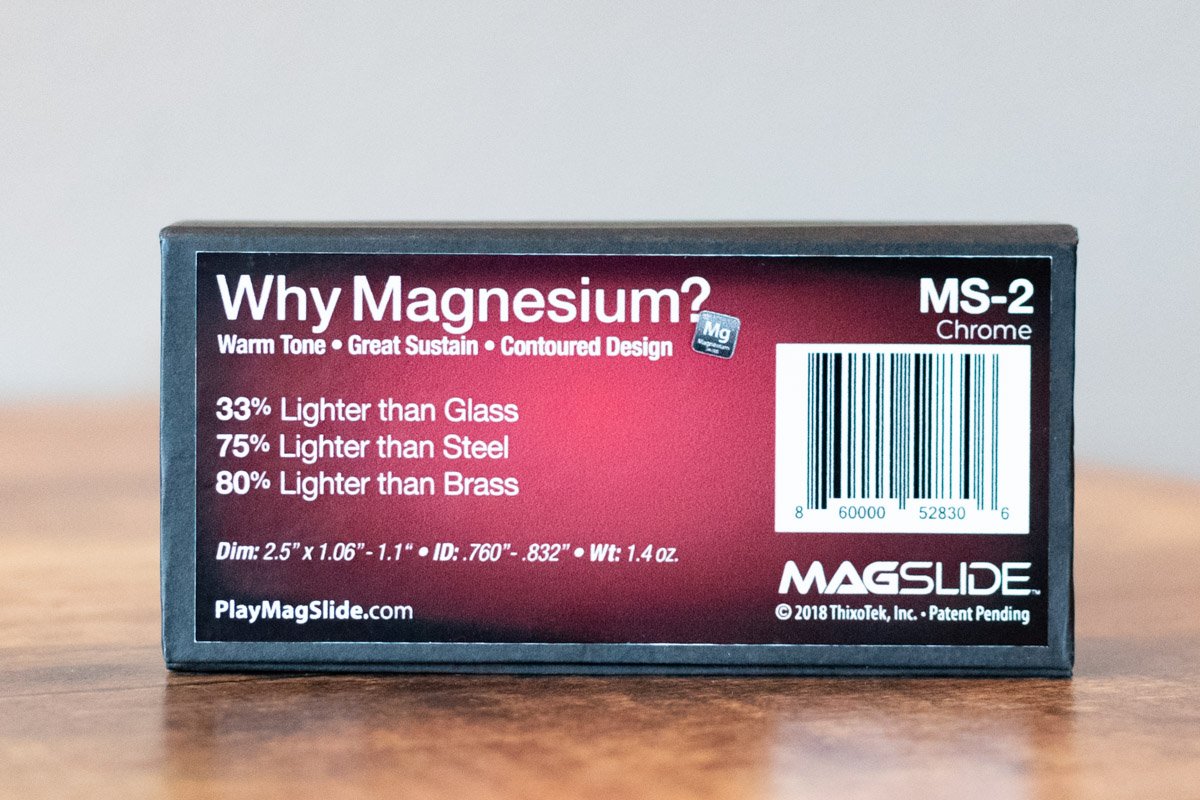 Why Magnesium?
Mg
Magnesium
Warm Tone • Great Sustain • Contoured Design
33% Lighter than Glass
75% Lighter than Steel
80% Lighter than Brass
Dim: 2.5” x 1.06”- 1.1“ • ID: .760”- .832” • Wt: 1.4 oz.
PlayMagSlide.com
MS-2
Chrome
8 60000 52830 6
MAGSLIDE™
© 2018 ThixoTek, Inc. • Patent Pending